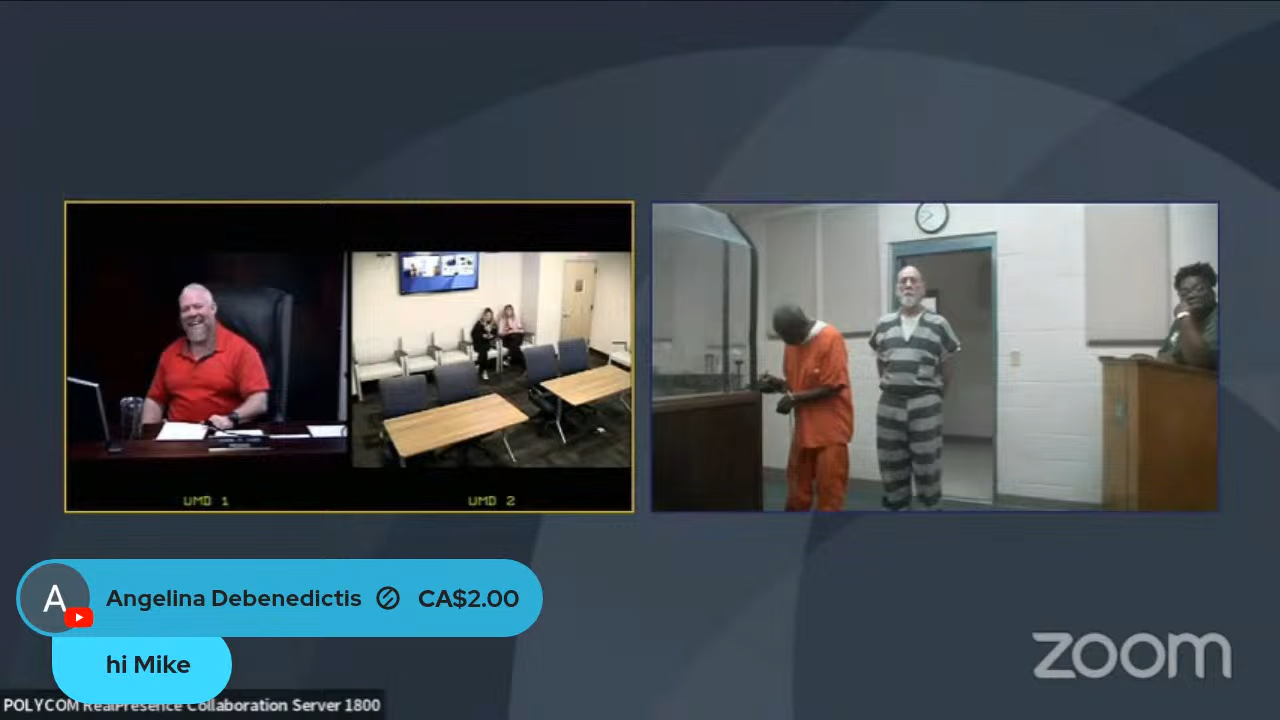 UMD 1
UMD 2
A
Angelina Debenedictis CA$2.00
hi Mike
zoom
POLYCOM RealPresence Collaboration Server 1800